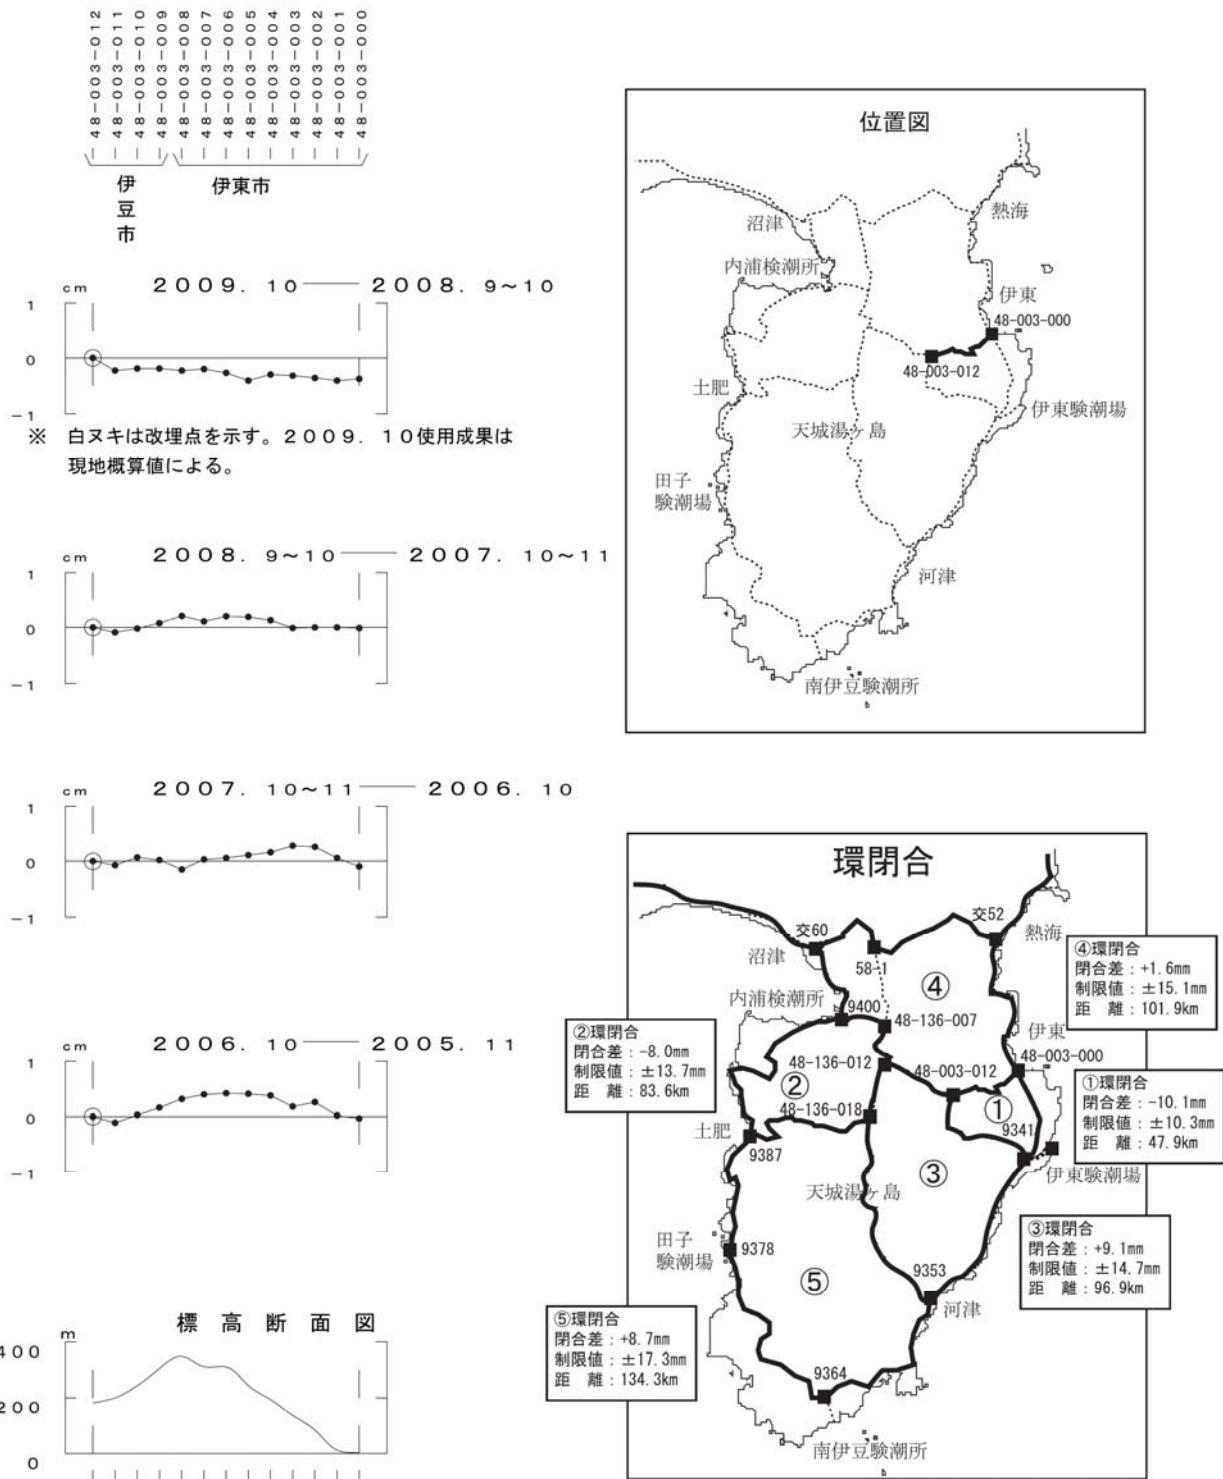 48-003-012
48-003-011
48-003-010
48-003-009
48-003-008
48-003-007
48-003-006
48-003-005
48-003-004
48-003-003
48-003-002
48-003-001
48-003-000
伊豆市
伊東市
cm
2009. 10 —— 2008. 9~10
1
0
-1
※ 白ヌキは改埋点を示す。2009. 10使用成果は
現地概算値による。
cm
2008. 9~10 —— 2007. 10~11
1
0
-1
cm
2007. 10~11 —— 2006. 10
1
0
-1
cm
2006. 10 —— 2005. 11
1
0
-1
標高断面図
m
400
200
0
位置図
沼津
熱海
内浦検潮所
伊東
48-003-000
48-003-012
土肥
伊東験潮場
天城湯ヶ島
田子
験潮場
河津
南伊豆験潮所
環閉合
交60
交52
沼津
58-1
熱海
④
④環閉合
閉合差：+1.6mm
制限値：±15.1mm
距 離：101.9km
内浦検潮所
9400
48-136-007
伊東
②環閉合
閉合差：-8.0mm
制限値：±13.7mm
距 離：83.6km
48-136-012
48-003-012
48-003-000
②
48-136-018
①
9341
①環閉合
閉合差：-10.1mm
制限値：±10.3mm
距 離：47.9km
土肥
9387
伊東験潮場
③
天城湯ヶ島
田子
験潮場
9378
⑤
9353
河津
③環閉合
閉合差：+9.1mm
制限値：±14.7mm
距 離：96.9km
⑤環閉合
閉合差：+8.7mm
制限値：±17.3mm
距 離：134.3km
9364
南伊豆験潮所